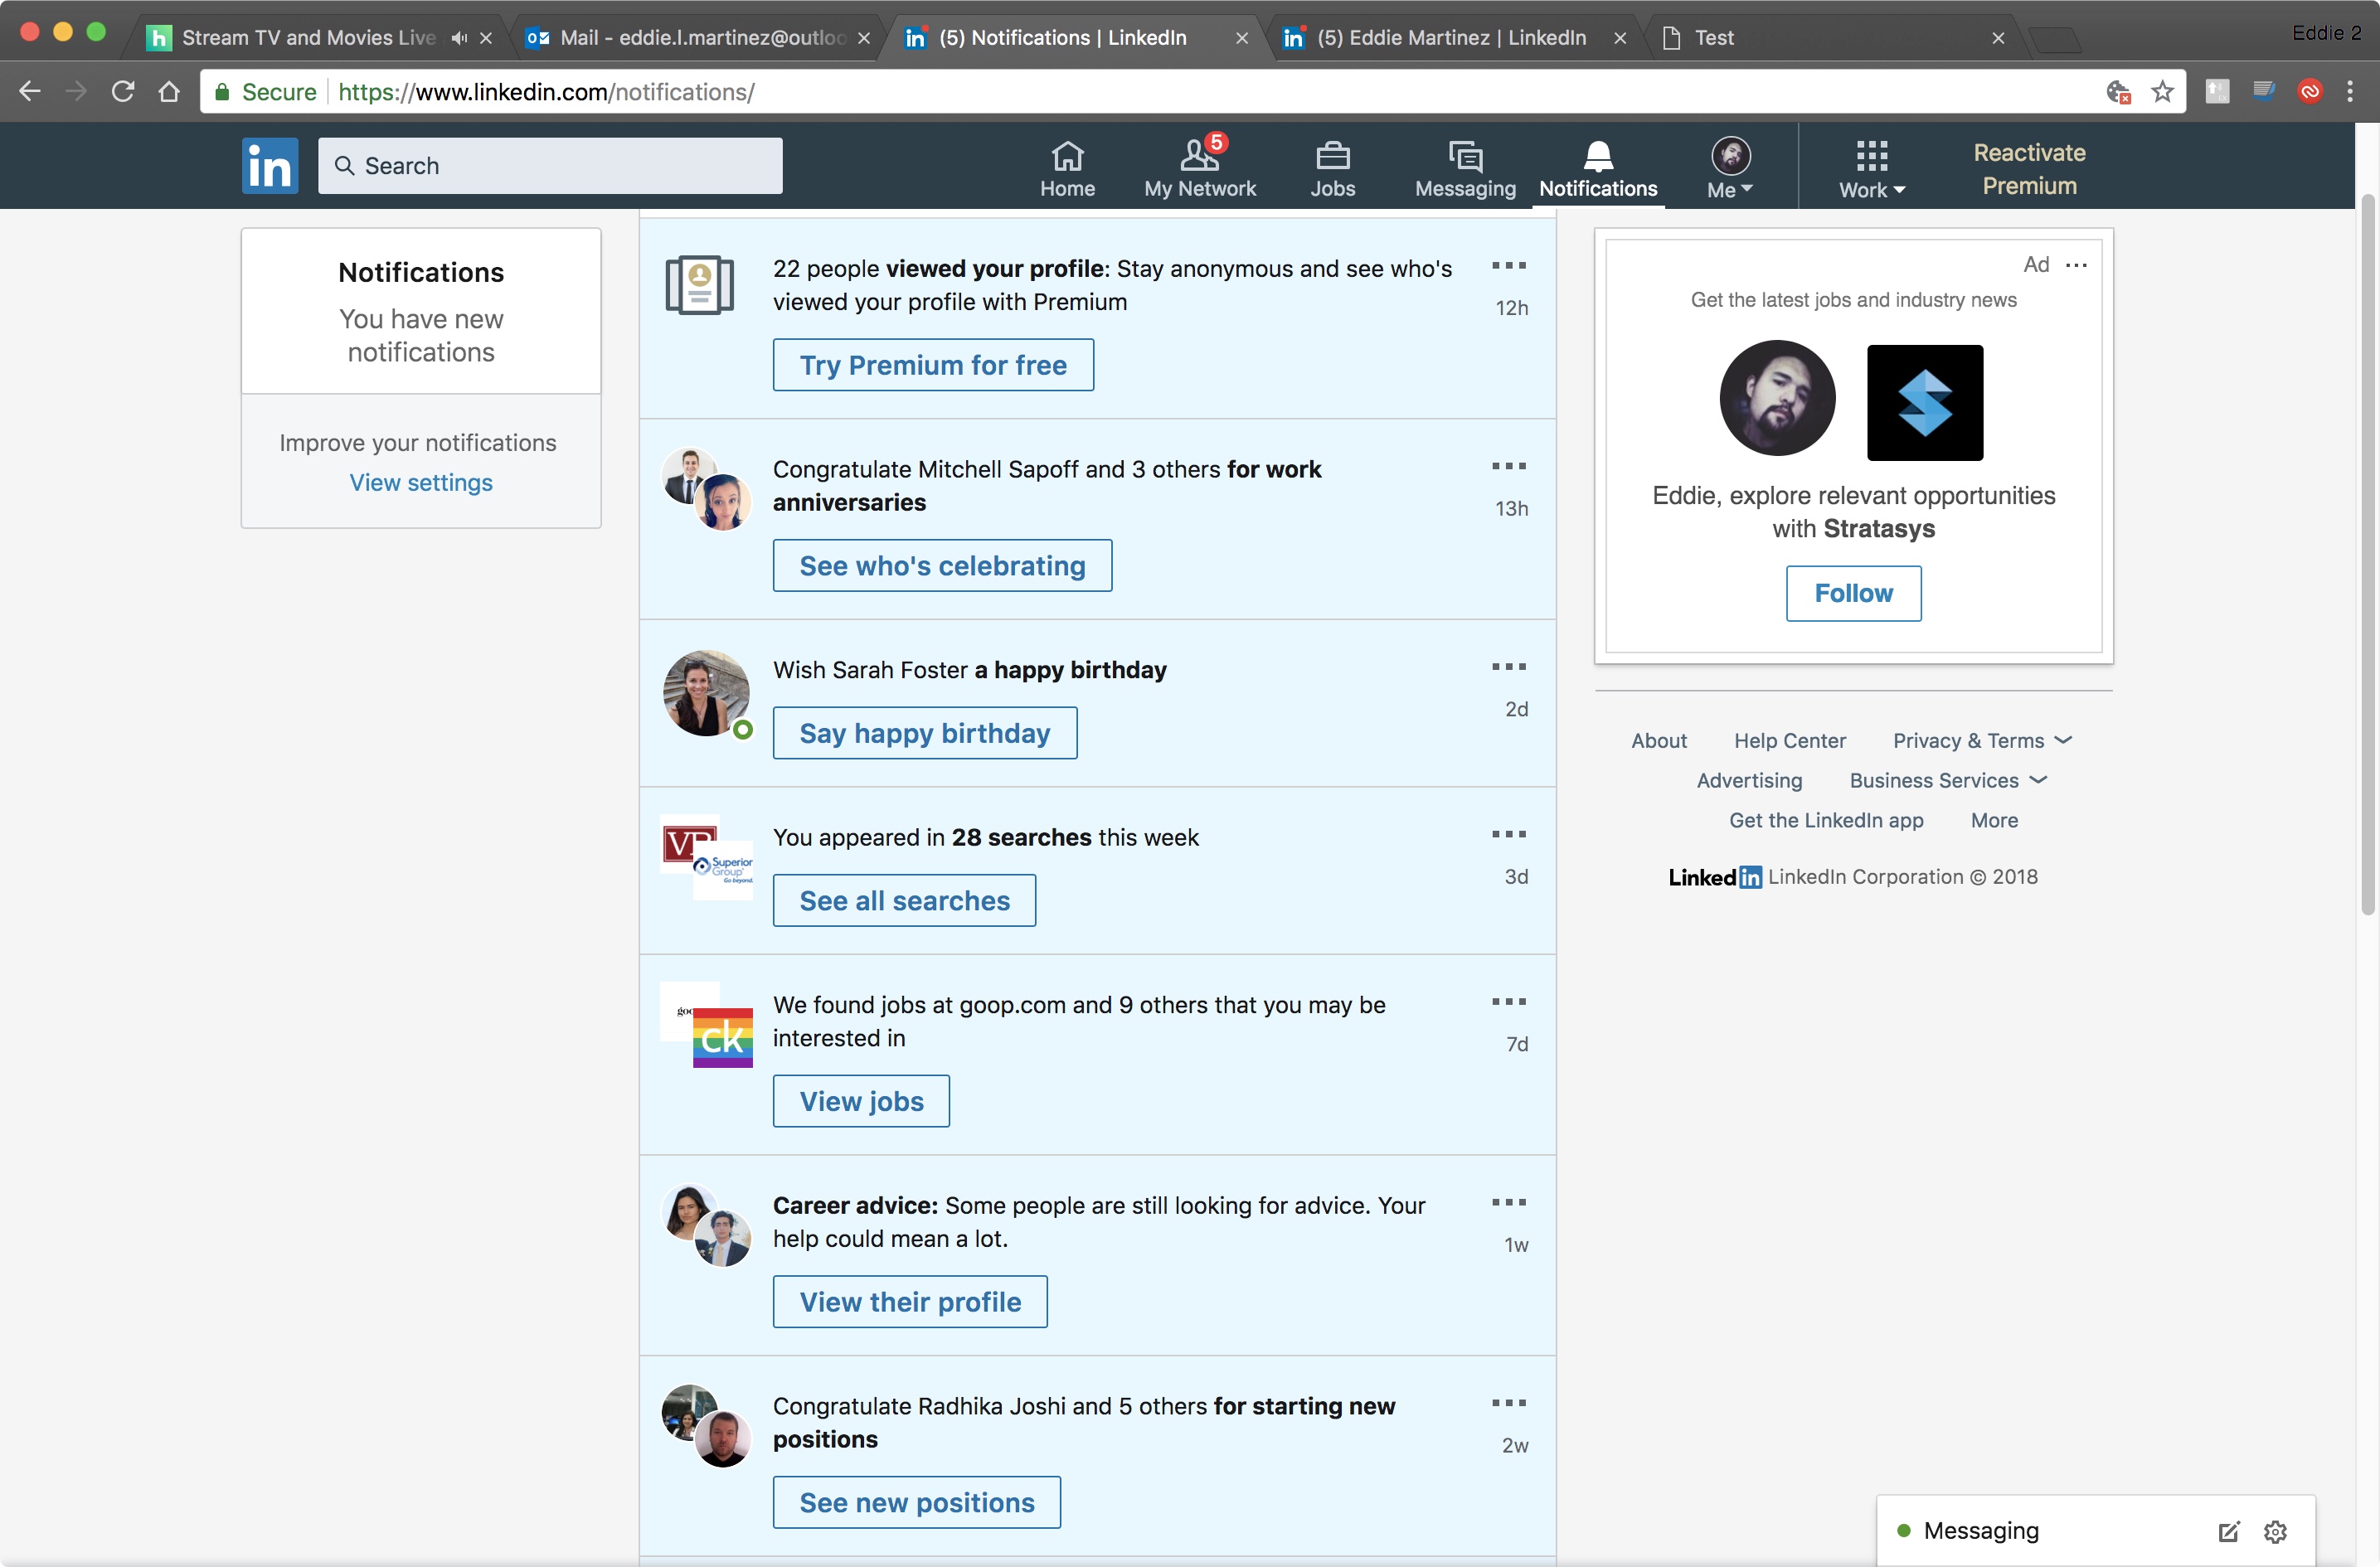 Stream TV and Movies Live
Mail - eddie.l.martinez@outloo
(5) Notifications | LinkedIn
(5) Eddie Martinez | LinkedIn
Test
Eddie 2
Secure
https://www.linkedin.com/notifications/
in
Search
Home
5
My Network
Jobs
Messaging
Notifications
Me
Work
Reactivate
Premium
Notifications
You have new
notifications
Improve your notifications
View settings
22 people viewed your profile: Stay anonymous and see who's
viewed your profile with Premium
12h
Try Premium for free
Congratulate Mitchell Sapoff and 3 others for work
anniversaries
13h
See who's celebrating
Wish Sarah Foster a happy birthday
2d
Say happy birthday
Superior
Group
Go beyond.
You appeared in 28 searches this week
3d
See all searches
goo
ck
We found jobs at goop.com and 9 others that you may be
interested in
7d
View jobs
Career advice: Some people are still looking for advice. Your
help could mean a lot.
1w
View their profile
Congratulate Radhika Joshi and 5 others for starting new
positions
2w
See new positions
Ad
Get the latest jobs and industry news
Eddie, explore relevant opportunities
with Stratasys
Follow
About Help Center Privacy & Terms
Advertising Business Services
Get the LinkedIn app More
LinkedIn LinkedIn Corporation © 2018
Messaging